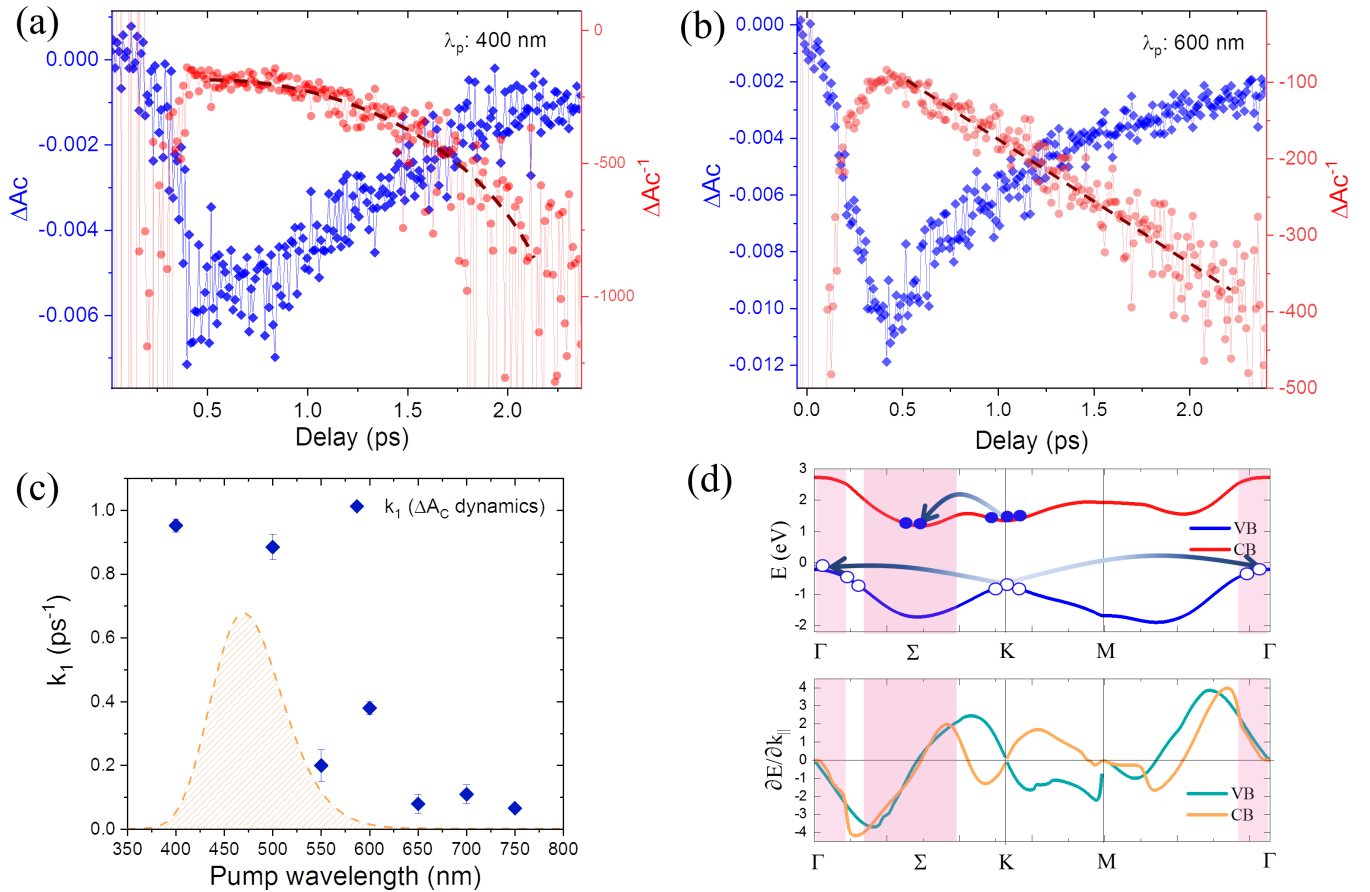 (a)
λp: 400 nm
0.000
-0.002
-0.004
-0.006
ΔAc
0
-500
-1000
ΔAc-1
0.5 1.0 1.5 2.0
Delay (ps)
(b)
λp: 600 nm
0.000
-0.002
-0.004
-0.006
-0.008
-0.010
-0.012
ΔAc
-100
-200
-300
-400
-500
ΔAc-1
0.0 0.5 1.0 1.5 2.0
Delay (ps)
(c)
k1 (ΔAC dynamics)
1.0
0.8
0.6
0.4
0.2
0.0
k1 (ps-1)
350 400 450 500 550 600 650 700 750 800
Pump wavelength (nm)
(d)
3
2
1
0
-1
-2
E (eV)
VB
CB
Γ Σ K M Γ
4
3
2
1
0
-1
-2
-3
-4
∂E/∂k||
VB
CB
Γ Σ K M Γ